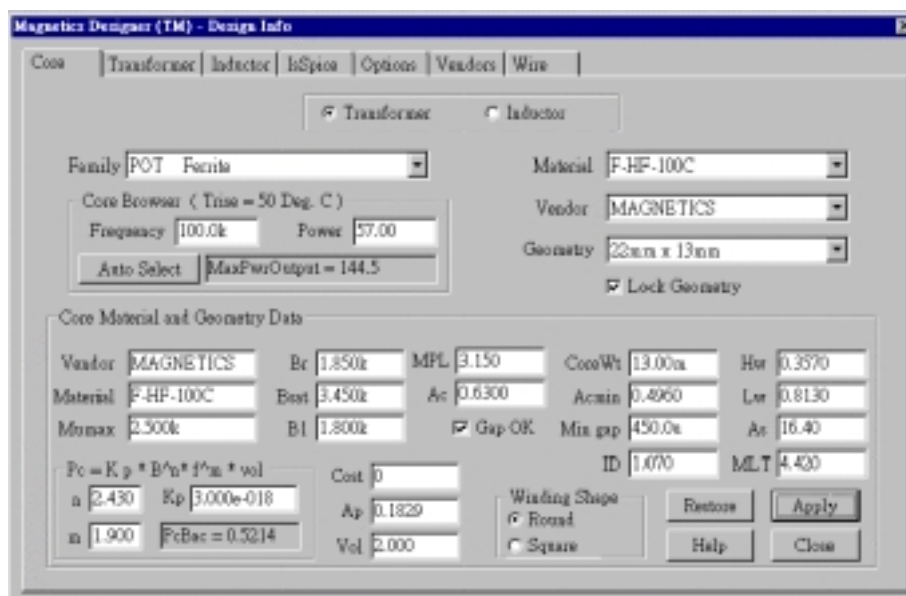 Magnetics Designer (TM) - Design Info
Core Transformer Inductor IsSpice Options Vendors Wire
Transformer Inductor
Family POT Ferrite
Material F-HF-100C
Core Browser ( Trise = 50 Deg. C )
Vendor MAGNETICS
Frequency 100.0k Power 57.00
Geometry 22mm x 13mm
Auto Select MaxPwrOutput = 144.5
Lock Geometry
Core Material and Geometry Data
Vendor MAGNETICS Br 1.850k MPL 3.150 CoreWt 13.00m Hw 0.3570
Material F-HF-100C Bsat 3.450k Ac 0.6300 Acmin 0.4960 Lw 0.8130
Mumax 2.500k B1 1.800k Gap OK Min gap 450.0u As 16.40
ID 1.070 MLT 4.420
Pc = K p * B^n* f^m * vol
Cost 0
n 2.430 Kp 3.000e-018
Ap 0.1829
Winding Shape
Round
Restore Apply
m 1.900 PcBac = 0.5214
Vol 2.000
Square
Help Close